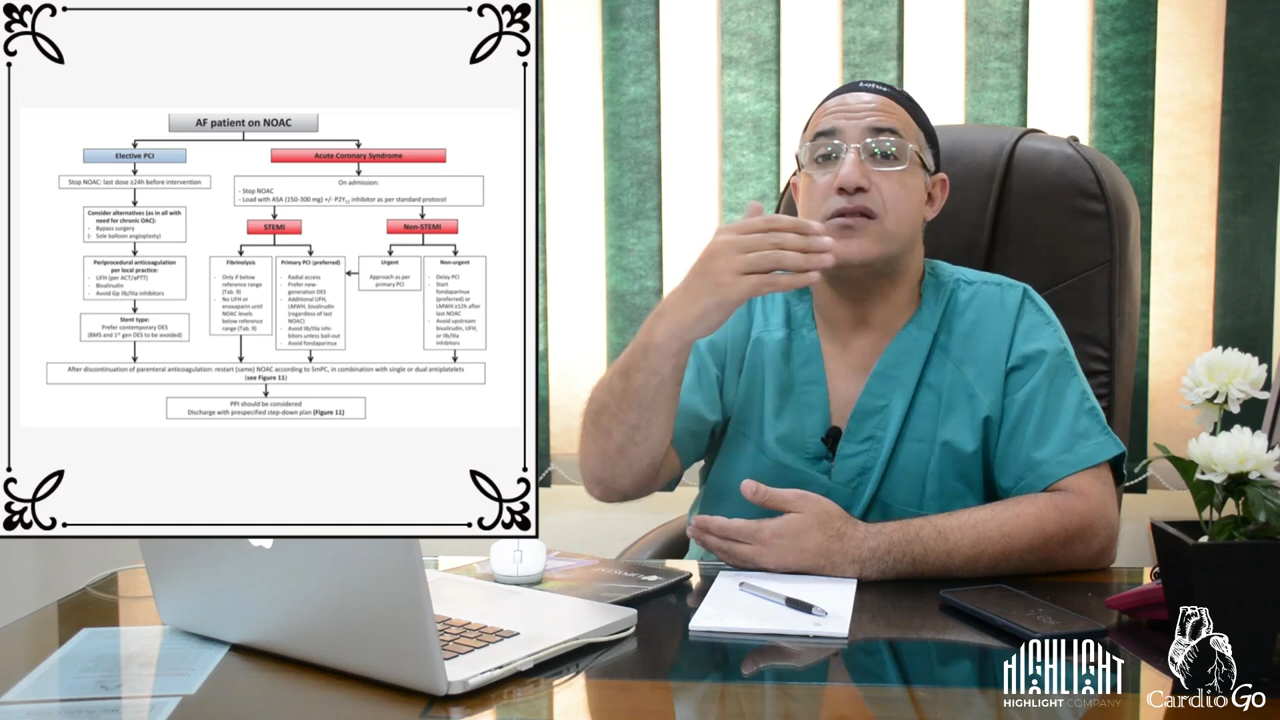 AF patient on NOAC
Elective PCI
Acute Coronary Syndrome
Stop NOAC: last dose ≥24h before intervention
On admission:
- Stop NOAC
- Load with ASA (150-300 mg) +/- P2Y12 inhibitor as per standard protocol
Consider alternatives (as in all with
need for chronic OAC):
- Bypass surgery
(- Sole balloon angioplasty)
STEMI
Non-STEMI
Periprocedural anticoagulation
per local practice:
- UFH (per ACT/aPTT)
- Bivalirudin
- Avoid Gp IIb/IIIa inhibitors
Fibrinolysis
- Only if below
reference range
(Tab. 9)
- No UFH or
enoxaparin until
NOAC levels
below reference
range (Tab. 9)
Primary PCI (preferred)
- Radial access
- Prefer new-
generation DES
- Additional UFH,
LMWH, bivalirudin
(regardless of last
NOAC)
- Avoid IIb/IIIa inhi-
bitors unless bail-out
- Avoid fondaparinux
Urgent
Approach as per
primary PCI
Non-urgent
- Delay PCI
- Start
fondaparinux
(preferred) or
LMWH ≥12h after
last NOAC
- Avoid upstream
bivalirudin, UFH,
or IIb/IIIa
inhibitors
Stent type:
Prefer contemporary DES
(BMS and 1st gen DES to be avoided)
After discontinuation of parenteral anticoagulation: restart (same) NOAC according to SmPC, in combination with single or dual antiplatelets
(see Figure 11)
PPI should be considered
Discharge with prespecified step-down plan (Figure 11)
Lotus
HIGHLIGHT
HIGHLIGHT COMPANY
Cardio Go